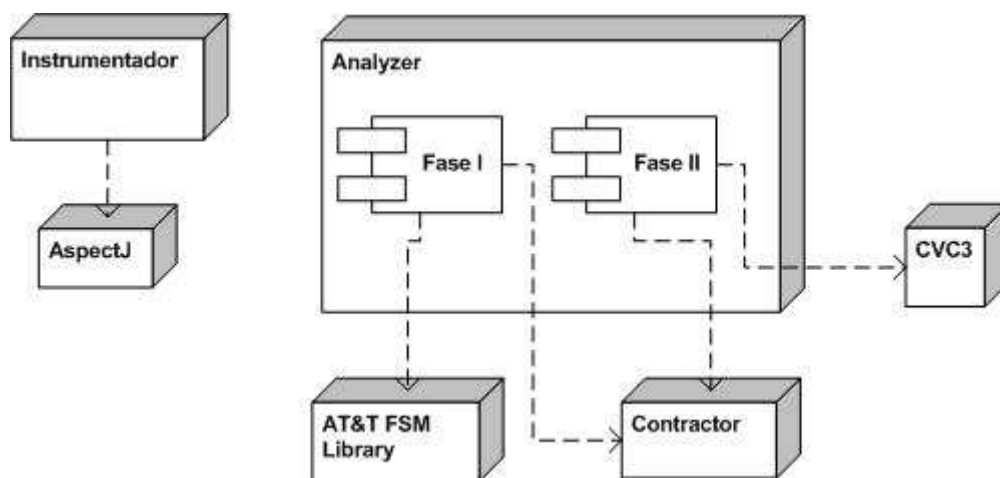 Instrumentador
Analyzer
Fase I
Fase II
AspectJ
CVC3
AT&T FSM
Library
Contractor